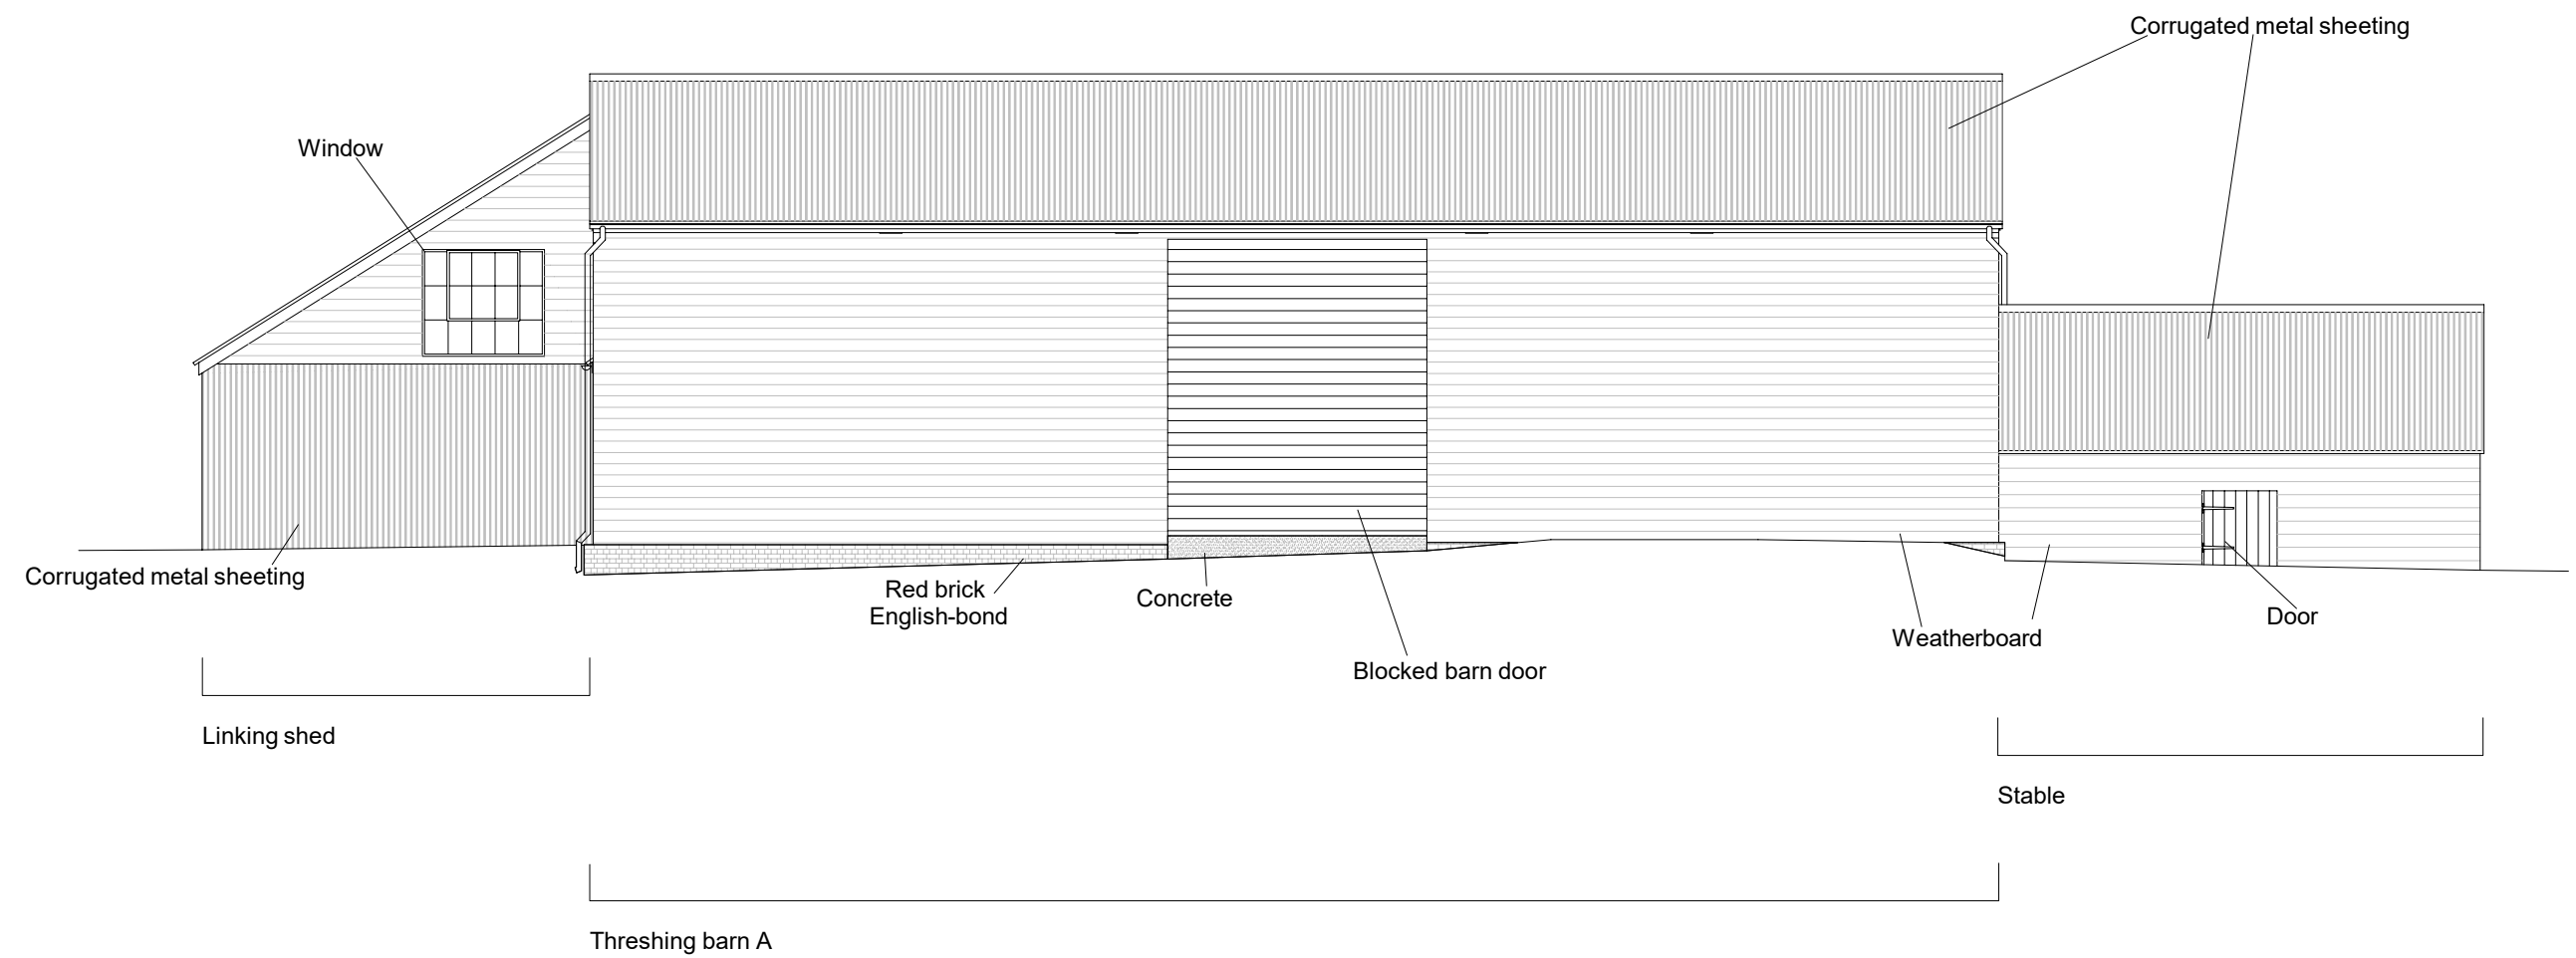 Corrugated metal sheeting
Window
Corrugated metal sheeting
Red brick
English-bond
Concrete
Door
Weatherboard
Blocked barn door
Linking shed
Stable
Threshing barn A